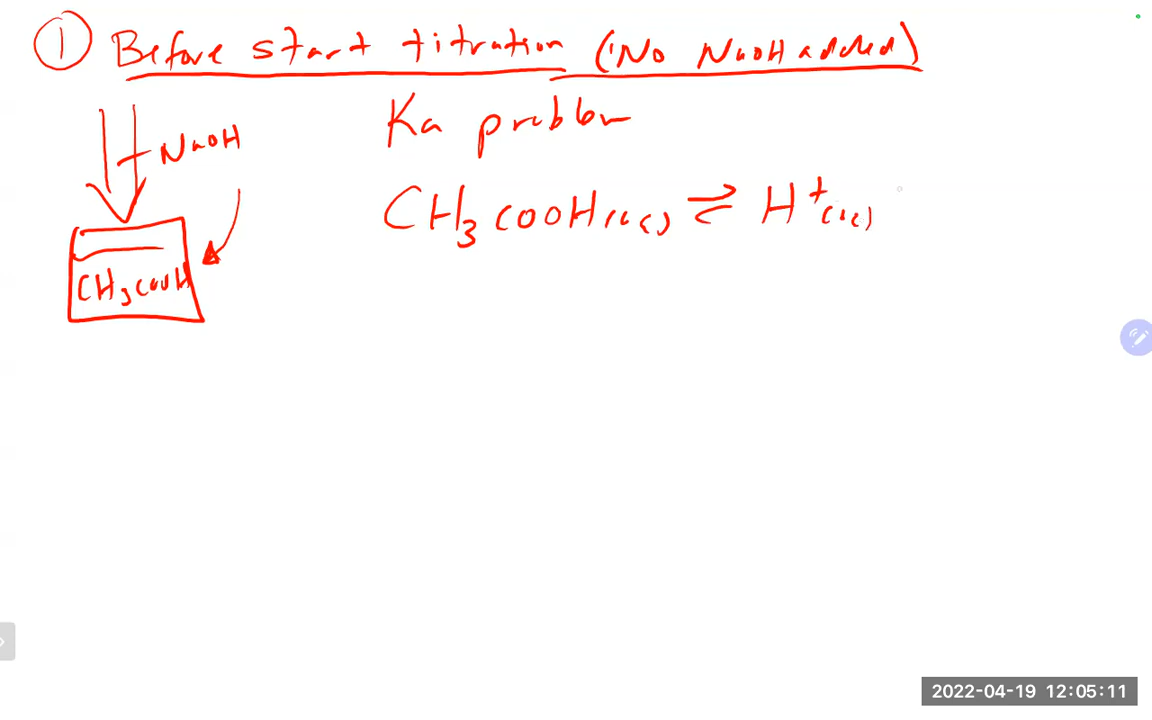 ① Before start titration (No NaOH added)
NaOH
CH3COOH
Ka problem
CH3COOH(aq) ⇌ H+(aq)
2022-04-19 12:05:11